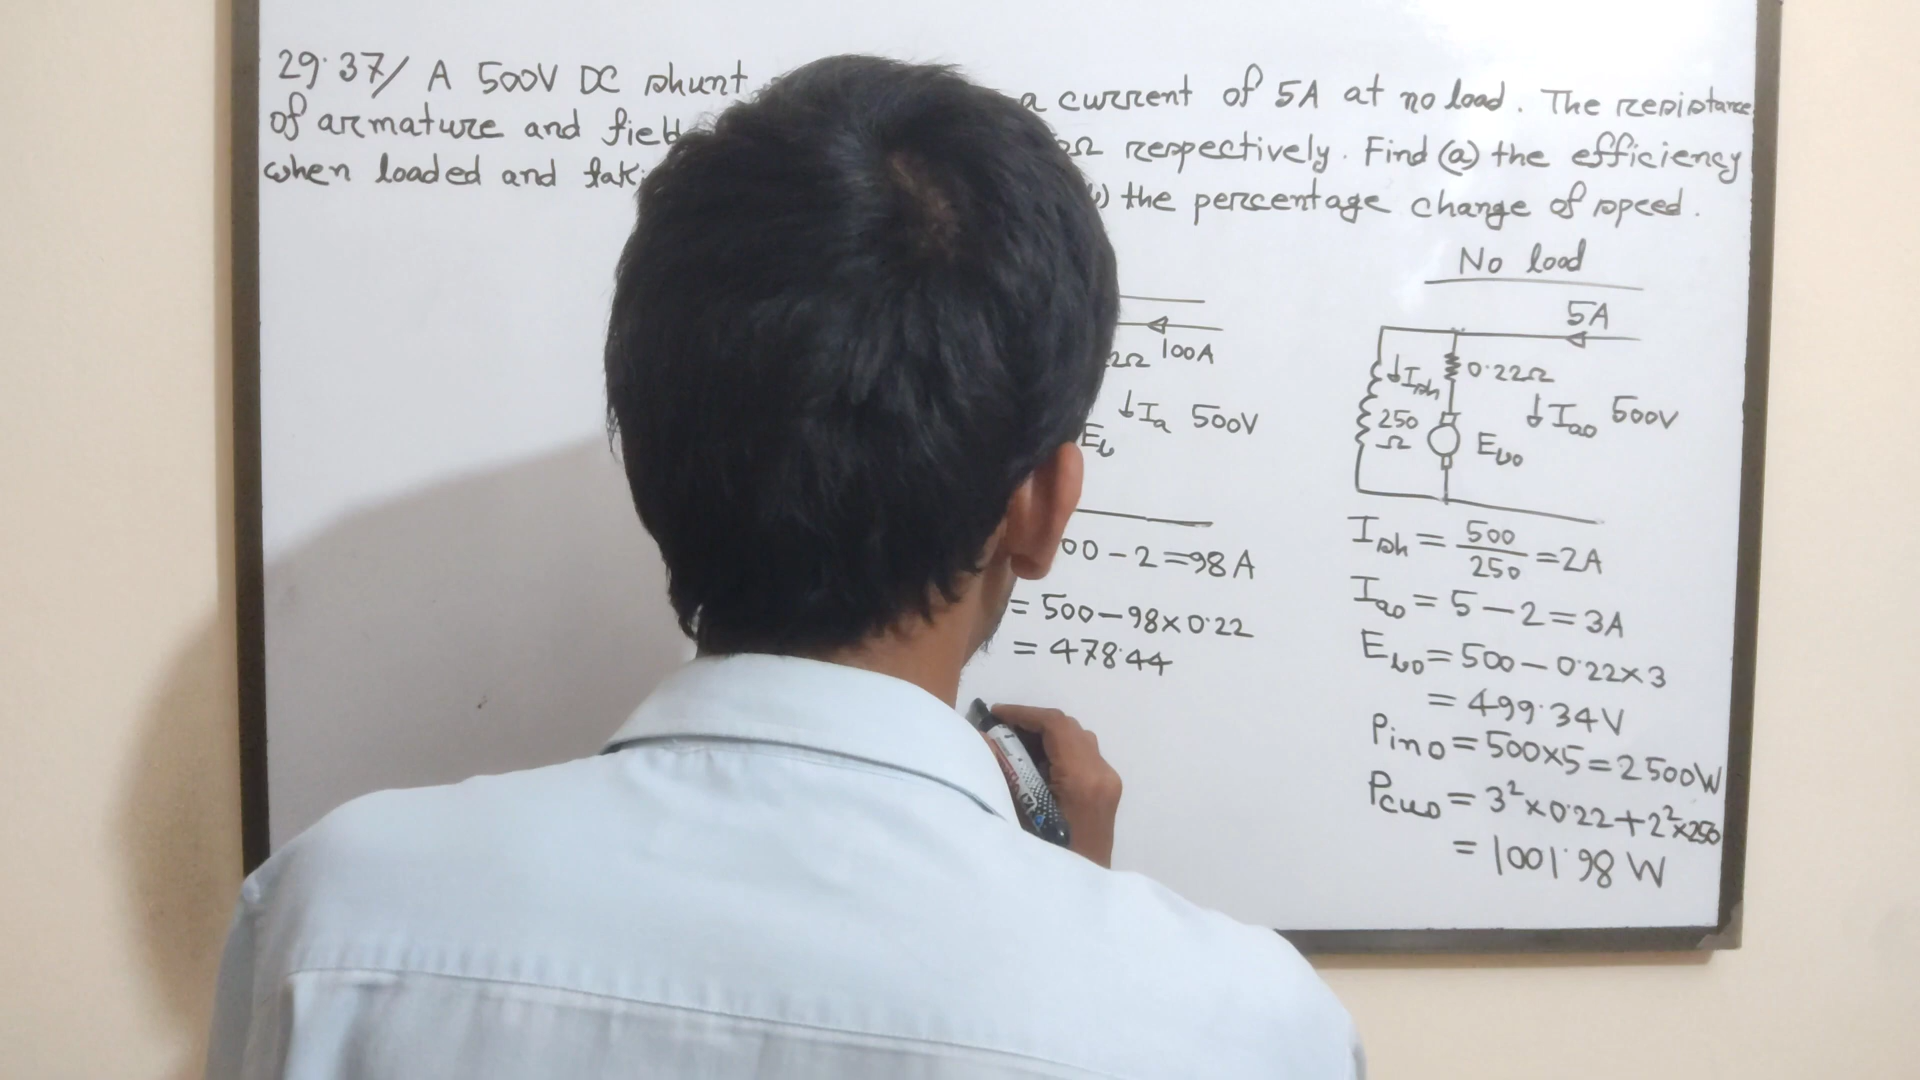 29.37/ A 500V DC shunt a current of 5A at no load. The resistance
of armature and field Ω respectively. Find (a) the efficiency
when loaded and the percentage change of speed.
No load
100A
Ia 500V
Eb
00 - 2 = 98A
= 500 - 98 × 0.22
= 478.44
5A
Ish 0.22Ω
250 Ω Iao 500V
Ebo
Ish = 500/250 = 2A
Iao = 5 - 2 = 3A
Ebo = 500 - 0.22×3
= 499.34V
Pino = 500×5 = 2500W
Pcuo = 3²×0.22+2²×250
= 1001.98 W